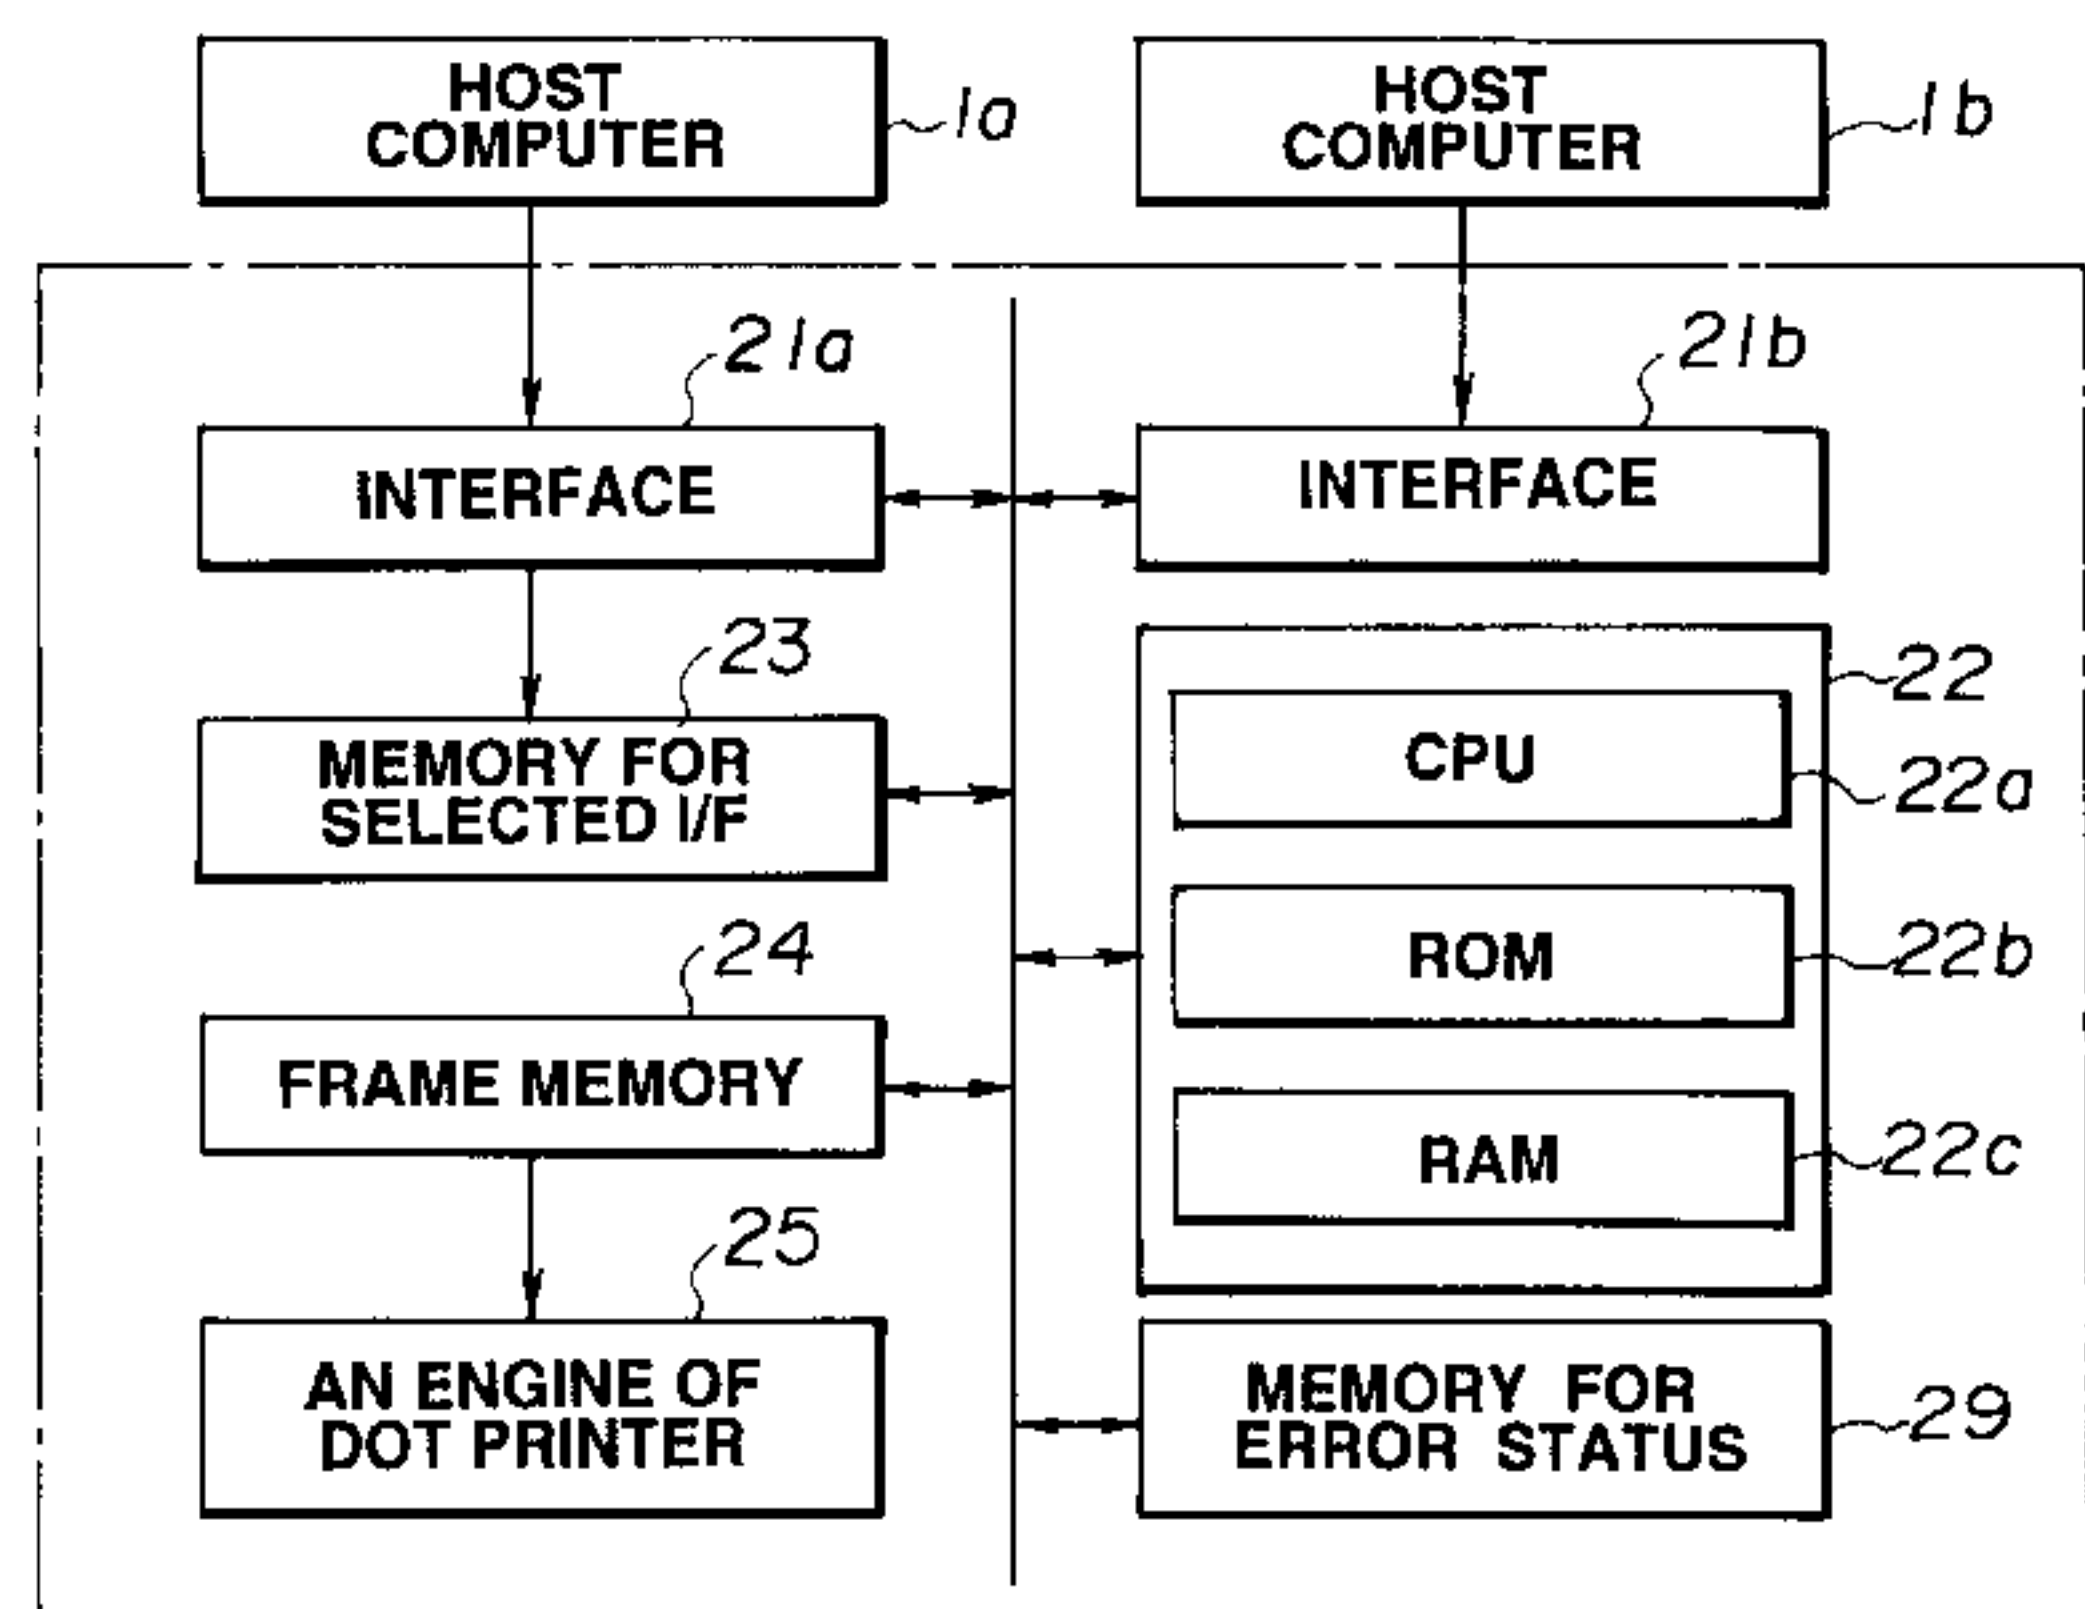 HOST
COMPUTER
1a
HOST
COMPUTER
1b
21a
INTERFACE
21b
INTERFACE
23
MEMORY FOR
SELECTED I/F
22
CPU
22a
24
FRAME MEMORY
ROM
22b
RAM
22c
25
AN ENGINE OF
DOT PRINTER
MEMORY FOR
ERROR STATUS
29